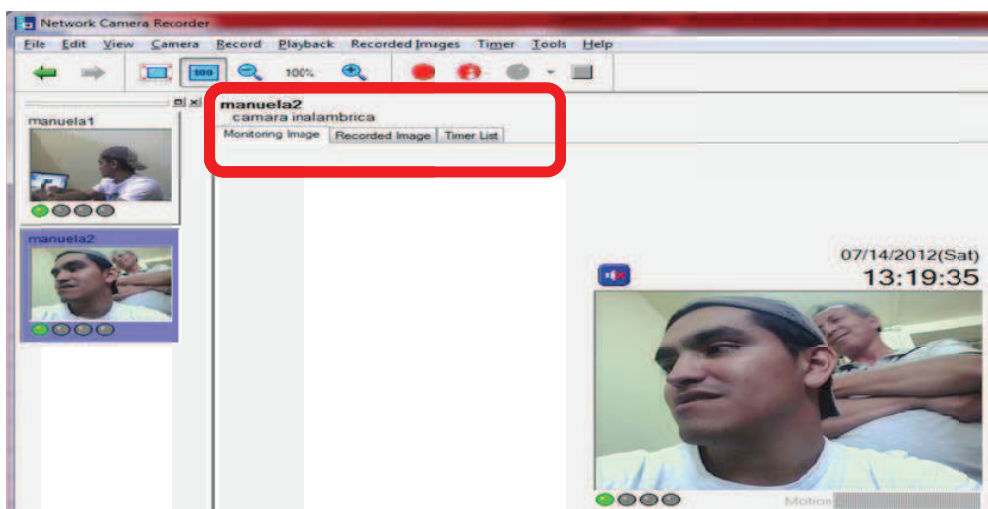 Network Camera Recorder
File Edit View Camera Record Playback Recorded Images Timer Tools Help
100 100%
manuela1
manuela2
manuela2
camara inalambrica
Monitoring Image Recorded Image Timer List
07/14/2012(Sat)
13:19:35
Motion